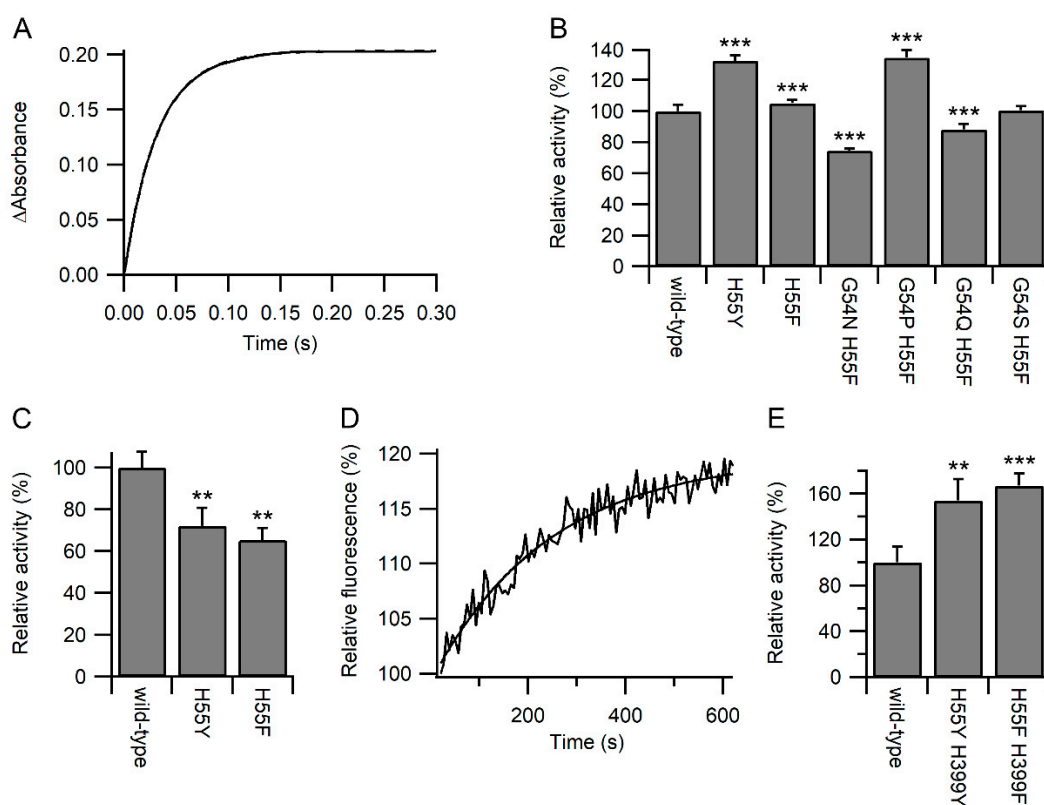 A
ΔAbsorbance
0.20
0.15
0.10
0.05
0.00
0.00 0.05 0.10 0.15 0.20 0.25 0.30
Time (s)
B
Relative activity (%)
140
120
100
80
60
40
20
0
*** *** *** *** ***
wild-type
H55Y
H55F
G54N H55F
G54P H55F
G54Q H55F
G54S H55F
C
Relative activity (%)
100
80
60
40
20
0
** **
wild-type
H55Y
H55F
D
Relative fluorescence (%)
120
115
110
105
100
200 400 600
Time (s)
E
Relative activity (%)
160
120
80
40
0
** ***
wild-type
H55Y H399Y
H55F H399F